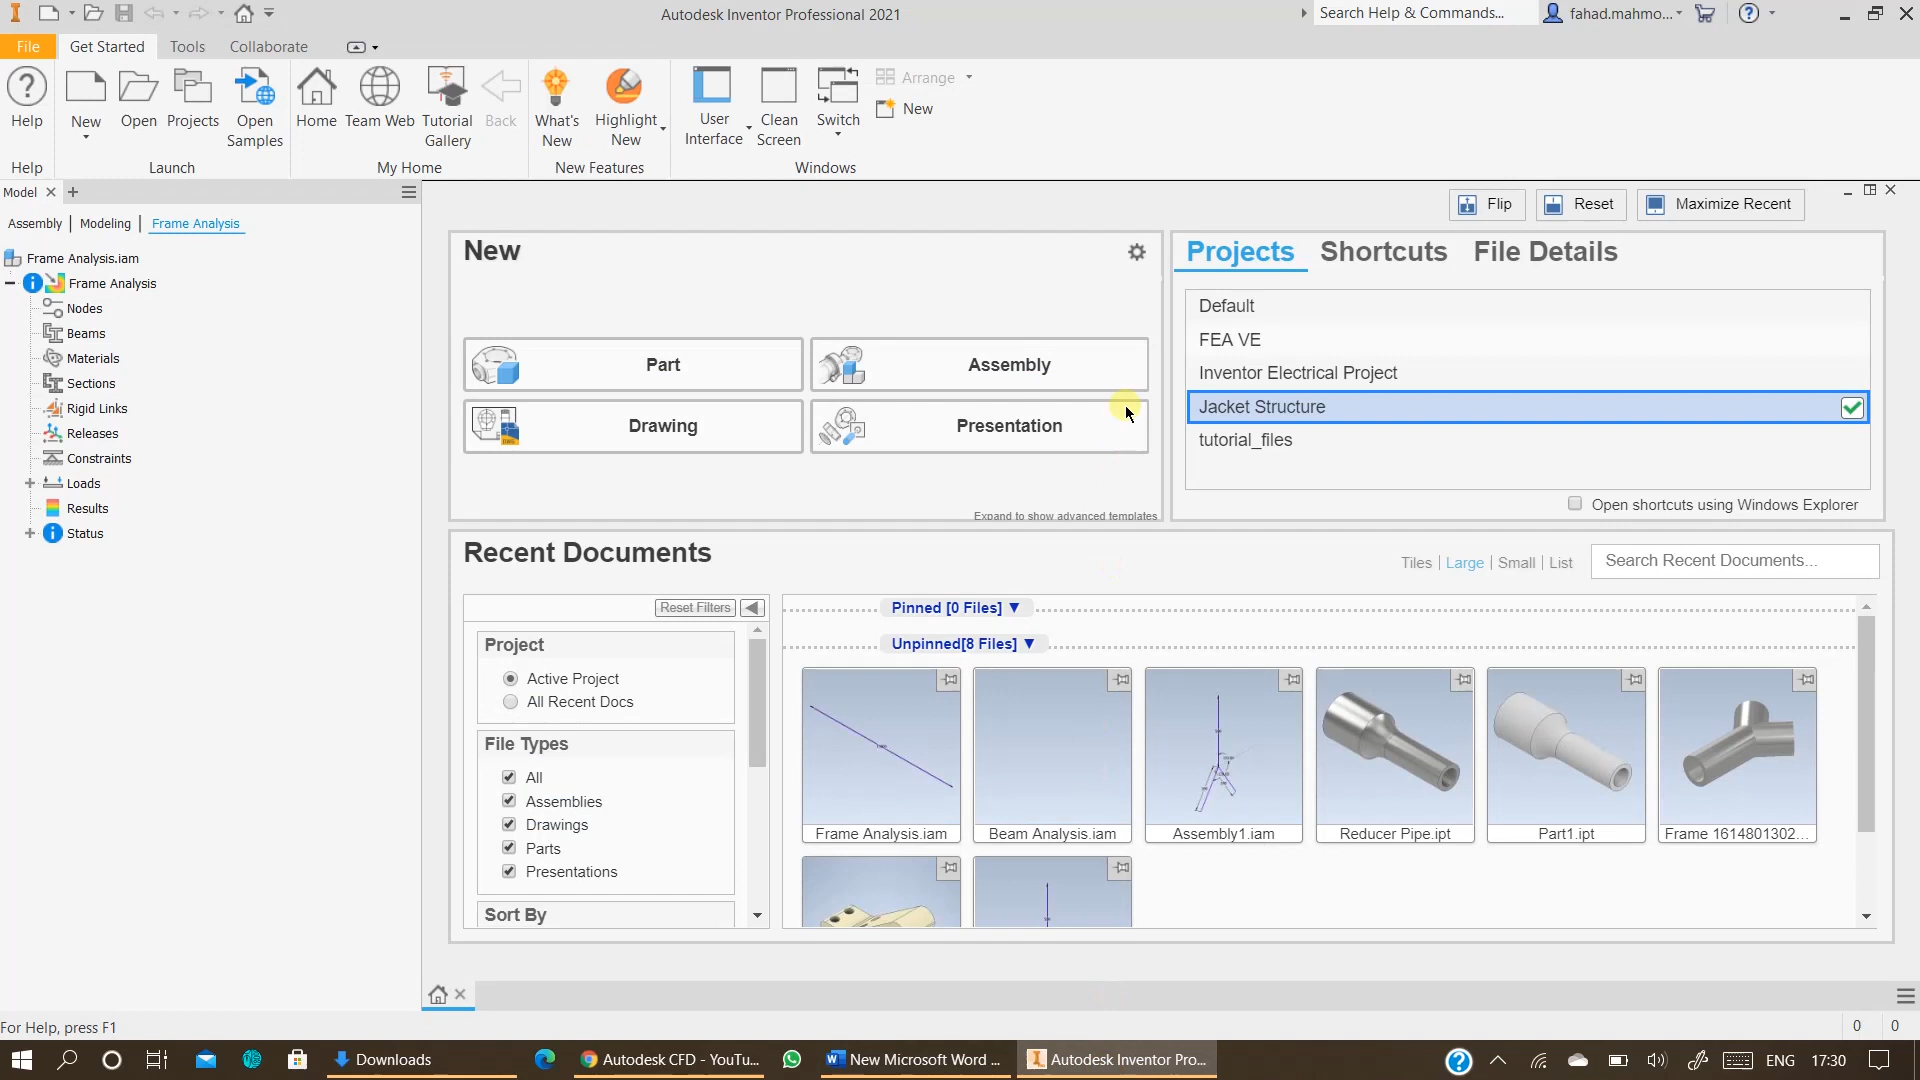 Autodesk Inventor Professional 2021
Search Help & Commands...
fahad.mahmo...
File
Get Started
Tools
Collaborate
Help
New
Open
Projects
Open Samples
Home
Team Web
Tutorial Gallery
Back
What's New
Highlight New
User Interface
Clean Screen
Switch
Arrange
New
Help
Launch
My Home
New Features
Windows
Model
Assembly | Modeling | Frame Analysis
Frame Analysis.iam
Frame Analysis
Nodes
Beams
Materials
Sections
Rigid Links
Releases
Constraints
Loads
Results
Status
Flip
Reset
Maximize Recent
New
Part
Assembly
Drawing
Presentation
Expand to show advanced templates
Projects
Shortcuts
File Details
Default
FEA VE
Inventor Electrical Project
Jacket Structure
tutorial_files
Open shortcuts using Windows Explorer
Recent Documents
Tiles | Large | Small | List
Search Recent Documents...
Reset Filters
Project
Active Project
All Recent Docs
File Types
All
Assemblies
Drawings
Parts
Presentations
Sort By
Pinned [0 Files] ▼
Unpinned[8 Files] ▼
Frame Analysis.iam
Beam Analysis.iam
Assembly1.iam
Reducer Pipe.ipt
Part1.ipt
Frame 1614801302...
For Help, press F1
0
0
Downloads
Autodesk CFD - YouTu...
New Microsoft Word ...
Autodesk Inventor Pro...
ENG
17:30